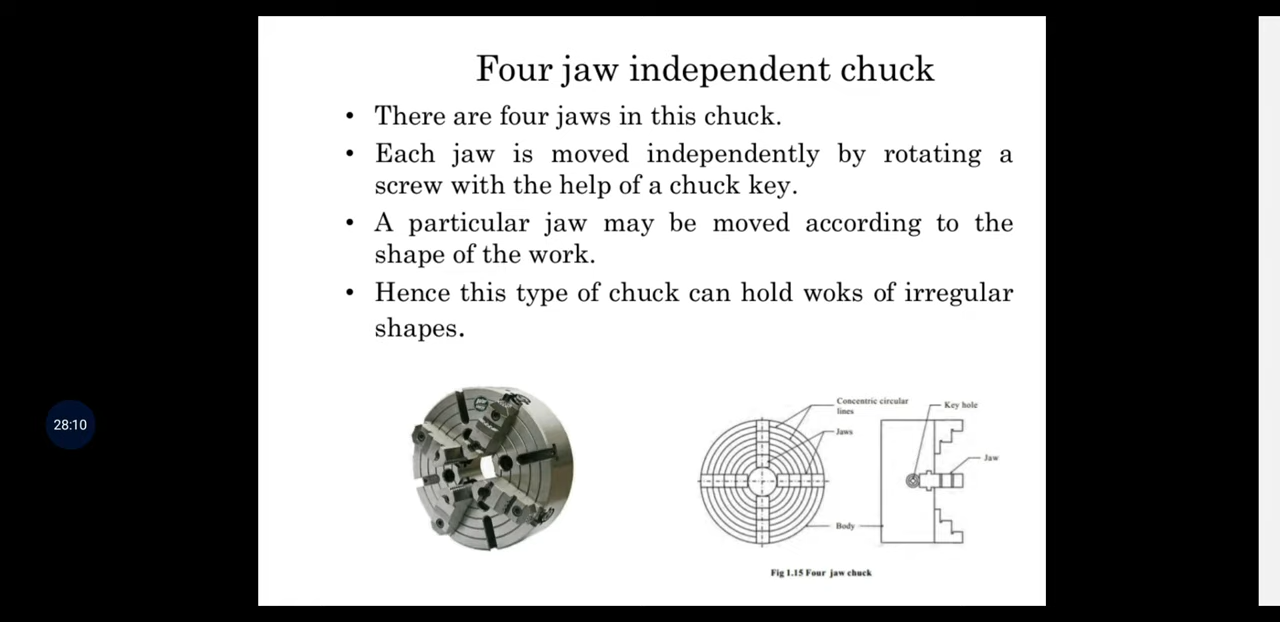 Four jaw independent chuck
• There are four jaws in this chuck.
• Each jaw is moved independently by rotating a
screw with the help of a chuck key.
• A particular jaw may be moved according to the
shape of the work.
• Hence this type of chuck can hold woks of irregular
shapes.
28:10
Concentric circular
lines
Jaws
Body
Key hole
Jaw
Fig 1.15 Four jaw chuck